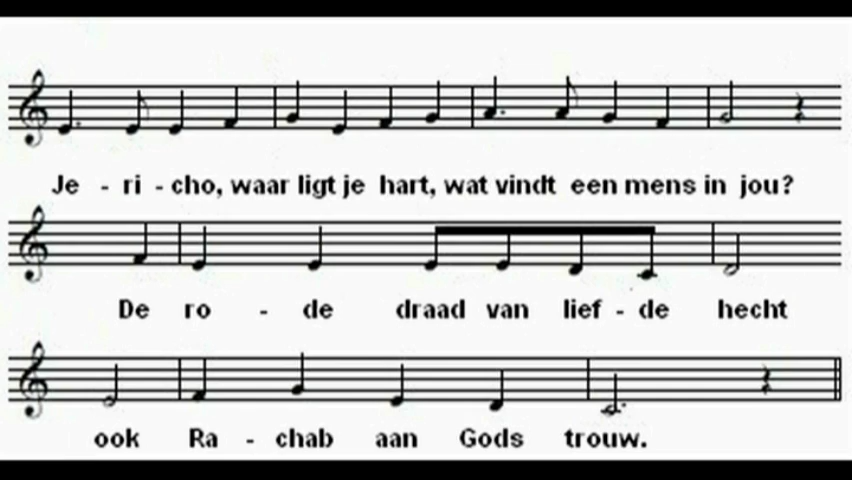 Je - ri - cho, waar ligt je hart, wat vindt een mens in jou?
De ro - de draad van lief - de hecht
ook Ra - chab aan Gods trouw.